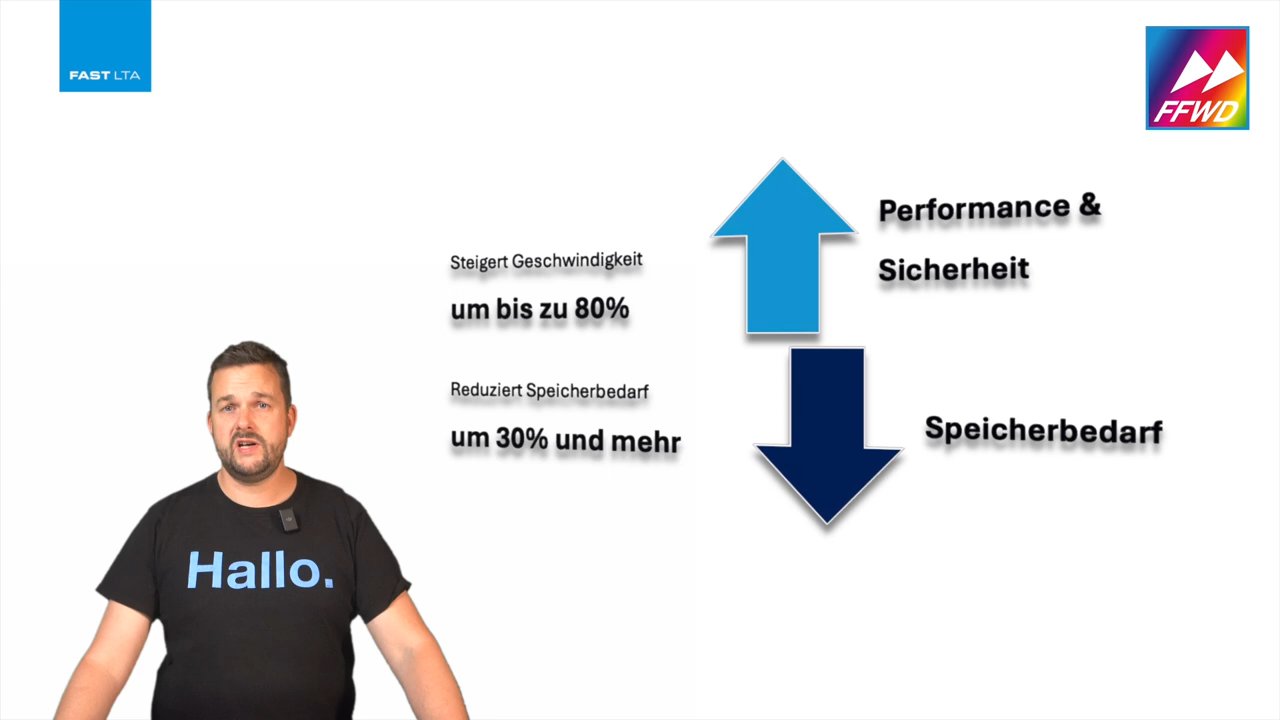 FAST LTA
FFWD
Performance &
Sicherheit
Steigert Geschwindigkeit
um bis zu 80%
Reduziert Speicherbedarf
um 30% und mehr
Speicherbedarf
Hallo.